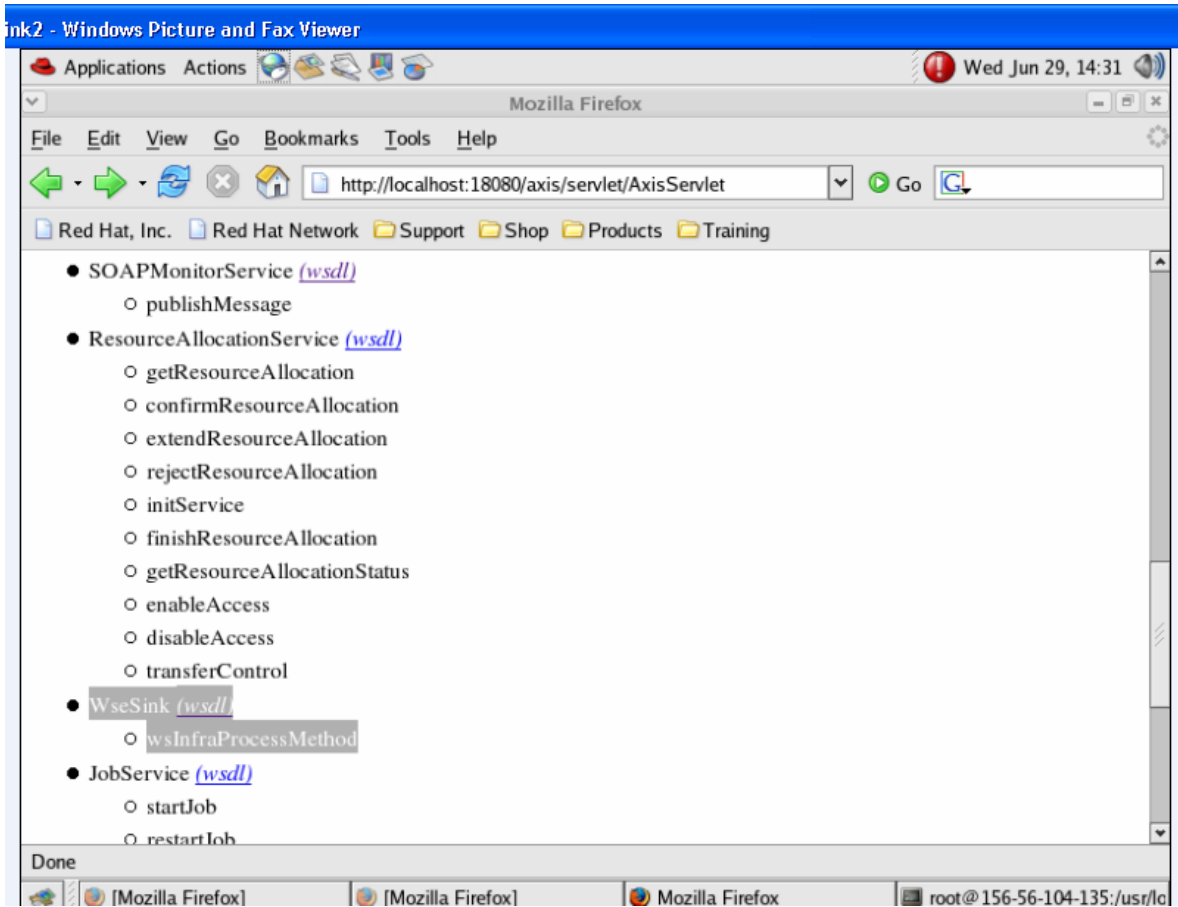 ink2 - Windows Picture and Fax Viewer
Applications Actions Wed Jun 29, 14:31
Mozilla Firefox
File Edit View Go Bookmarks Tools Help
http://localhost:18080/axis/servlet/AxisServlet Go G
Red Hat, Inc. Red Hat Network Support Shop Products Training
SOAPMonitorService (wsdl)
publishMessage
ResourceAllocationService (wsdl)
getResourceAllocation
confirmResourceAllocation
extendResourceAllocation
rejectResourceAllocation
initService
finishResourceAllocation
getResourceAllocationStatus
enableAccess
disableAccess
transferControl
WseSink (wsdl)
wsInfraProcessMethod
JobService (wsdl)
startJob
restartJob
Done
[Mozilla Firefox] [Mozilla Firefox] Mozilla Firefox root@156-56-104-135:/usr/lo